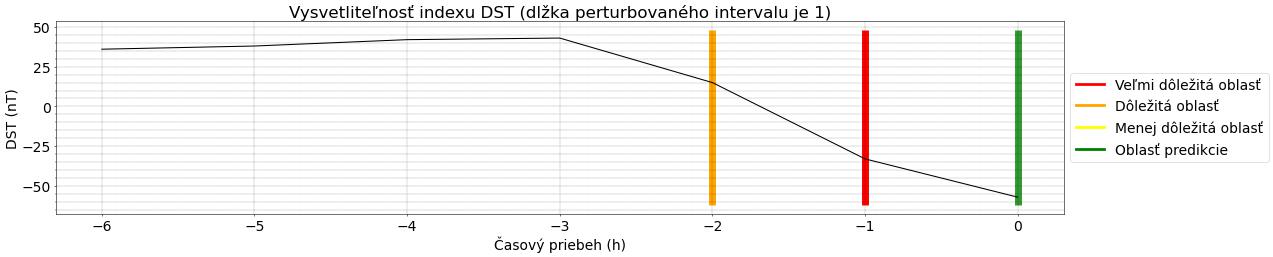 Vysvetliteľnosť indexu DST (dlžka perturbovaného intervalu je 1)
DST (nT)
50
25
0
−25
−50
−6
−5
−4
−3
−2
−1
0
Časový priebeh (h)
Veľmi dôležitá oblasť
Dôležitá oblasť
Menej dôležitá oblasť
Oblasť predikcie